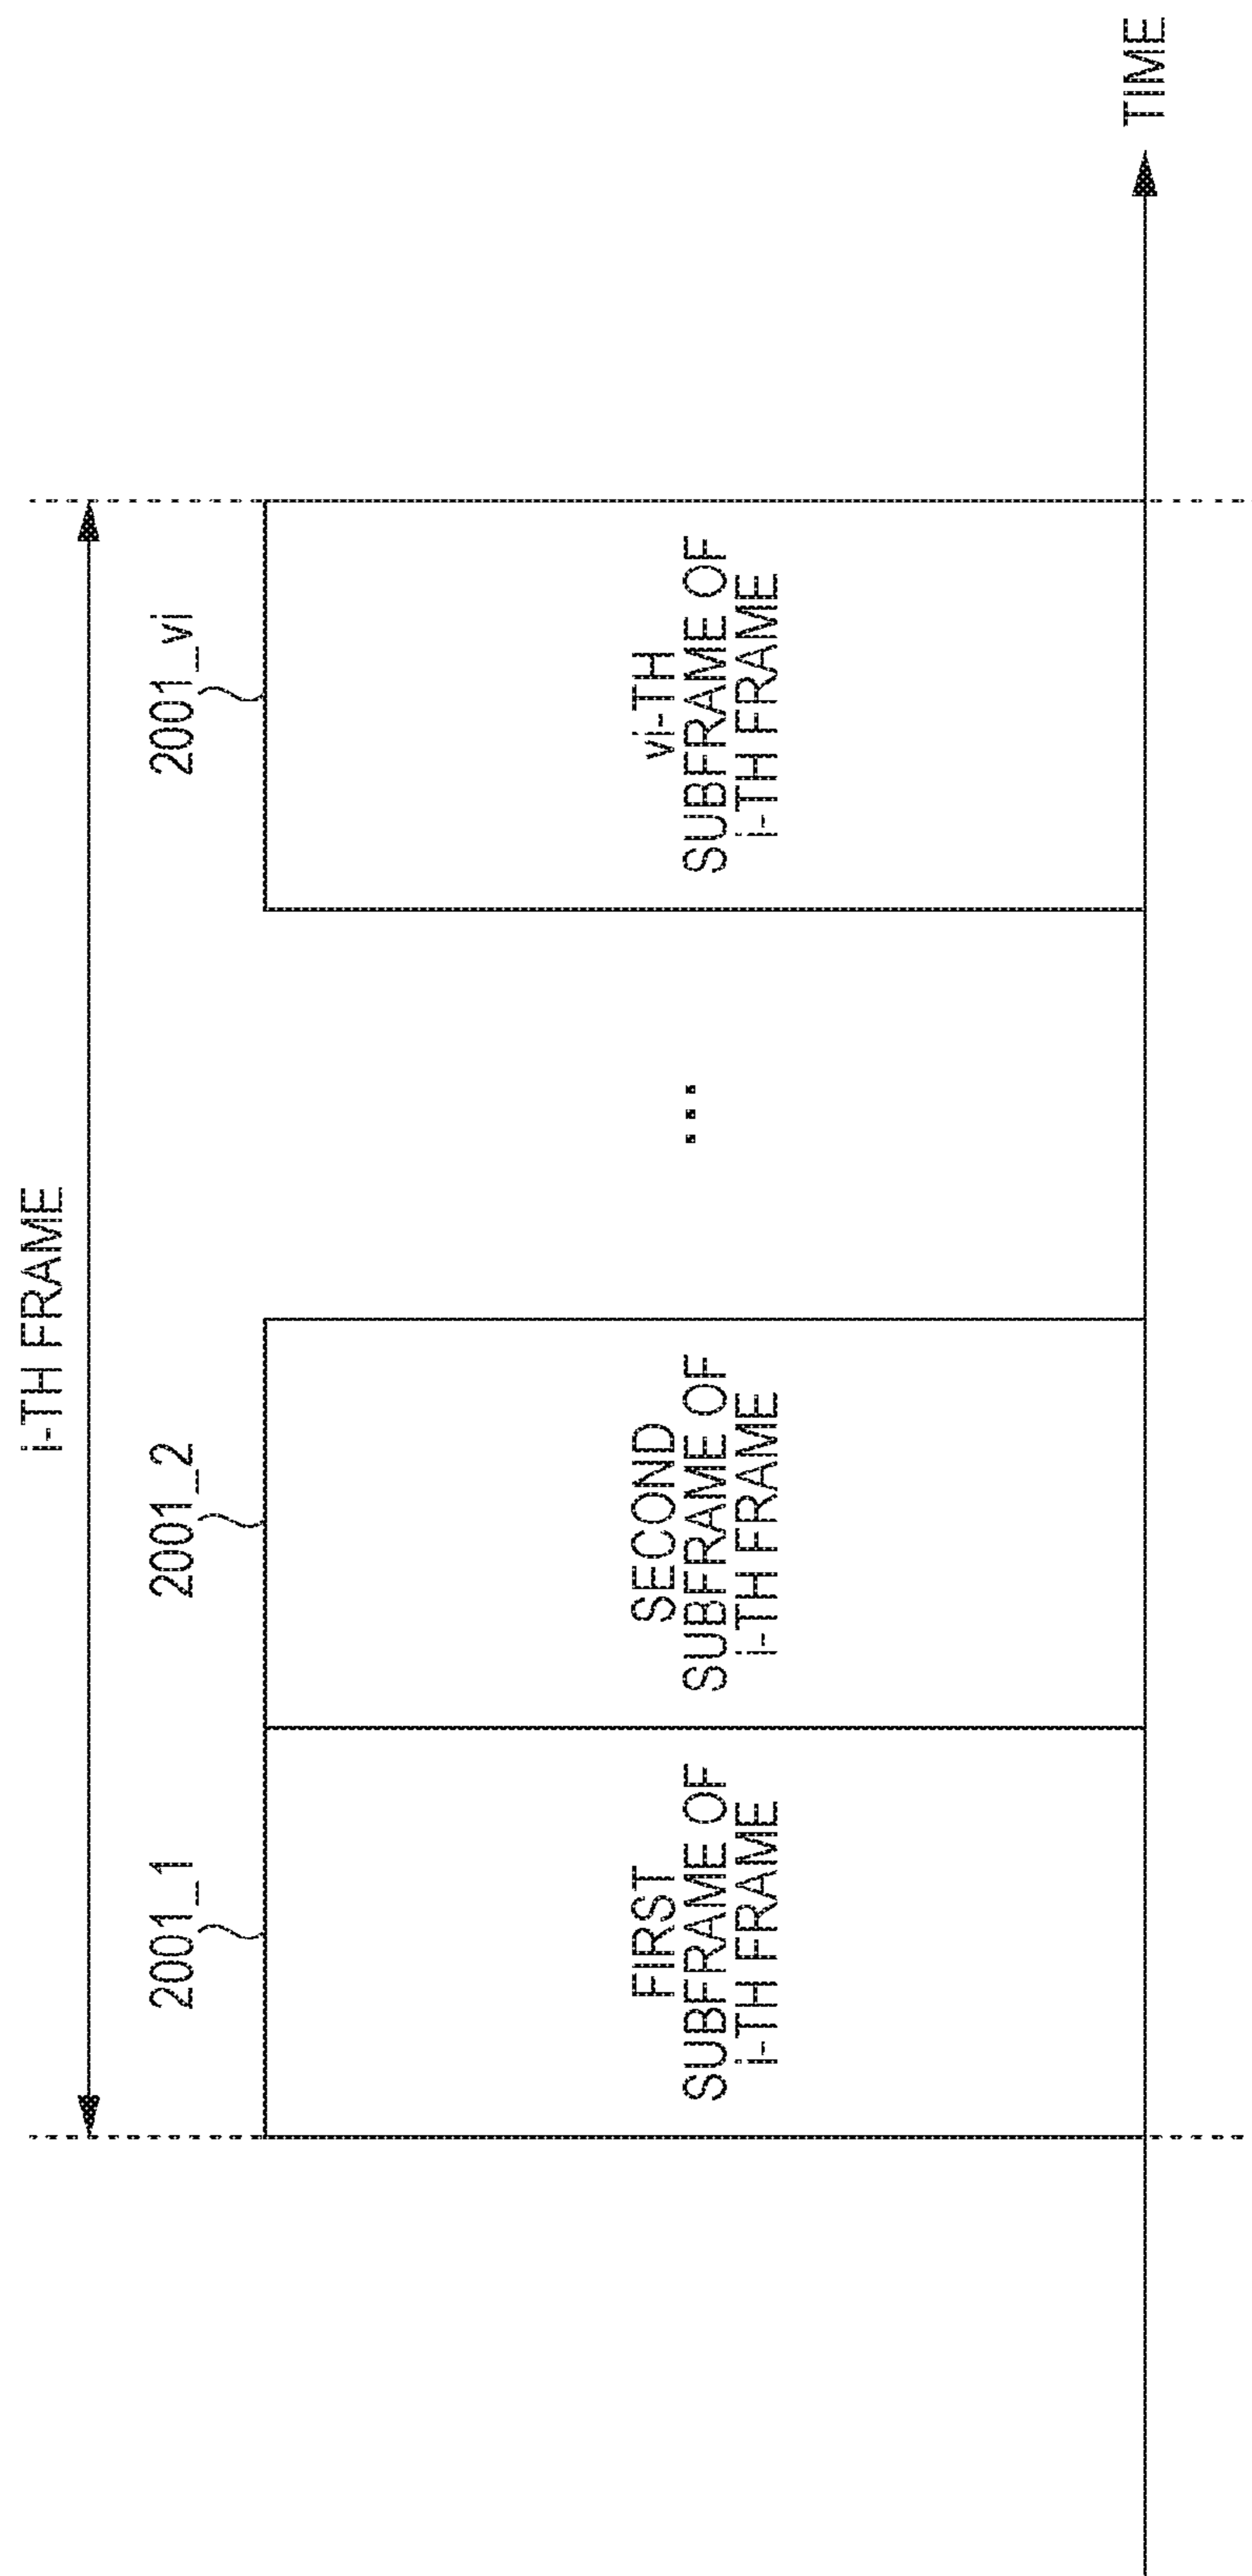 i-TH FRAME
2001_1
2001_2
2001_vi
FIRST
SUBFRAME OF
i-TH FRAME
SECOND
SUBFRAME OF
i-TH FRAME
...
vi-TH
SUBFRAME OF
i-TH FRAME
TIME